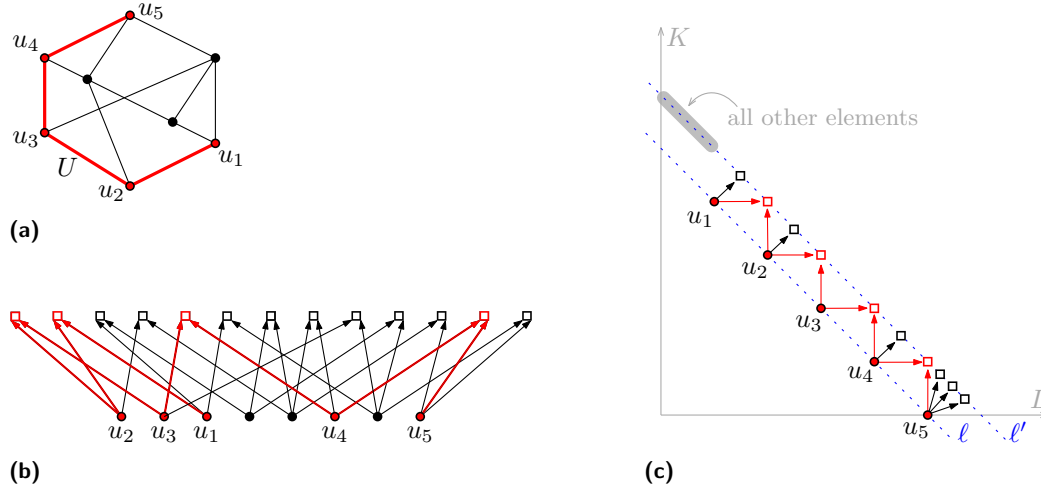 u5
u4
u3
U
u2
u1
(a)
u2 u3 u1 u4 u5
(b)
K
all other elements
u1
u2
u3
u4
u5
ℓ
ℓ'
(c)